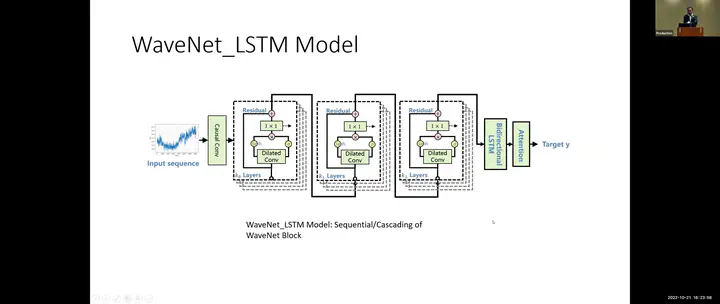 WaveNet_LSTM Model
Residual
Residual
Residual
1 × 1
1 × 1
1 × 1
Causal Conv
Dilated
Conv
Dilated
Conv
Dilated
Conv
Bidirectional
LSTM
Attention
Target y
Input sequence
Layers
Layers
Layers
WaveNet_LSTM Model: Sequential/Cascading of
WaveNet Block
Production
2022-10-21 16:23:58